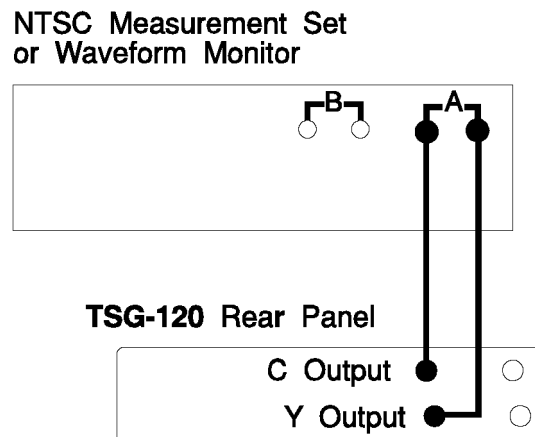 NTSC Measurement Set
or Waveform Monitor
B A
TSG-120 Rear Panel
C Output
Y Output